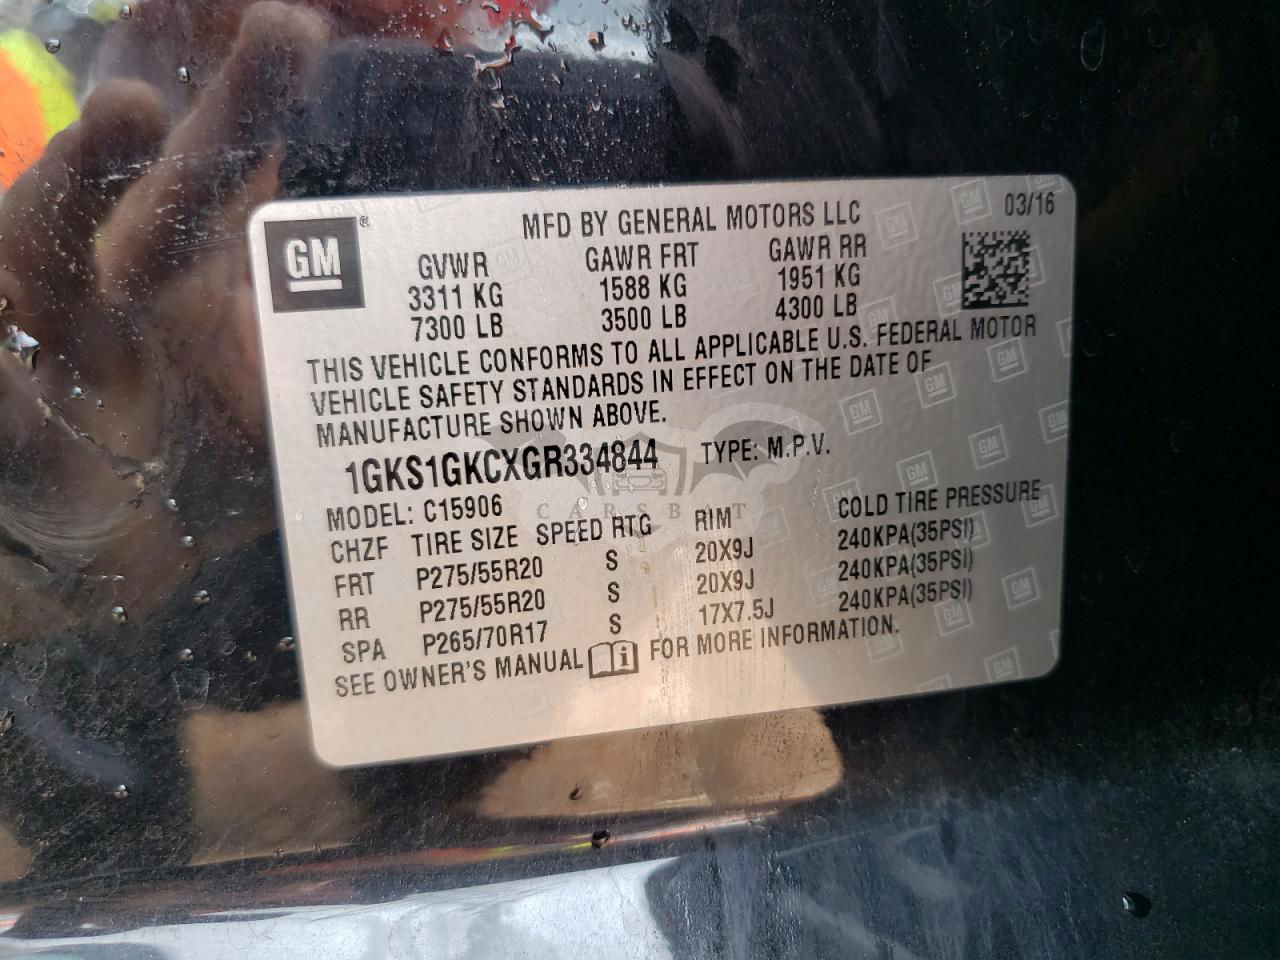 GM®
MFD BY GENERAL MOTORS LLC
03/16
GVWR GAWR FRT GAWR RR
3311 KG 1588 KG 1951 KG
7300 LB 3500 LB 4300 LB
THIS VEHICLE CONFORMS TO ALL APPLICABLE U.S. FEDERAL MOTOR
VEHICLE SAFETY STANDARDS IN EFFECT ON THE DATE OF
MANUFACTURE SHOWN ABOVE.
1GKS1GKCXGR334844 TYPE: M.P.V.
CARSBAT
MODEL: C15906
CHZF TIRE SIZE SPEED RTG RIM COLD TIRE PRESSURE
FRT P275/55R20 S 20X9J 240KPA(35PSI)
RR P275/55R20 S 20X9J 240KPA(35PSI)
SPA P265/70R17 S 17X7.5J 240KPA(35PSI)
SEE OWNER'S MANUAL i FOR MORE INFORMATION.